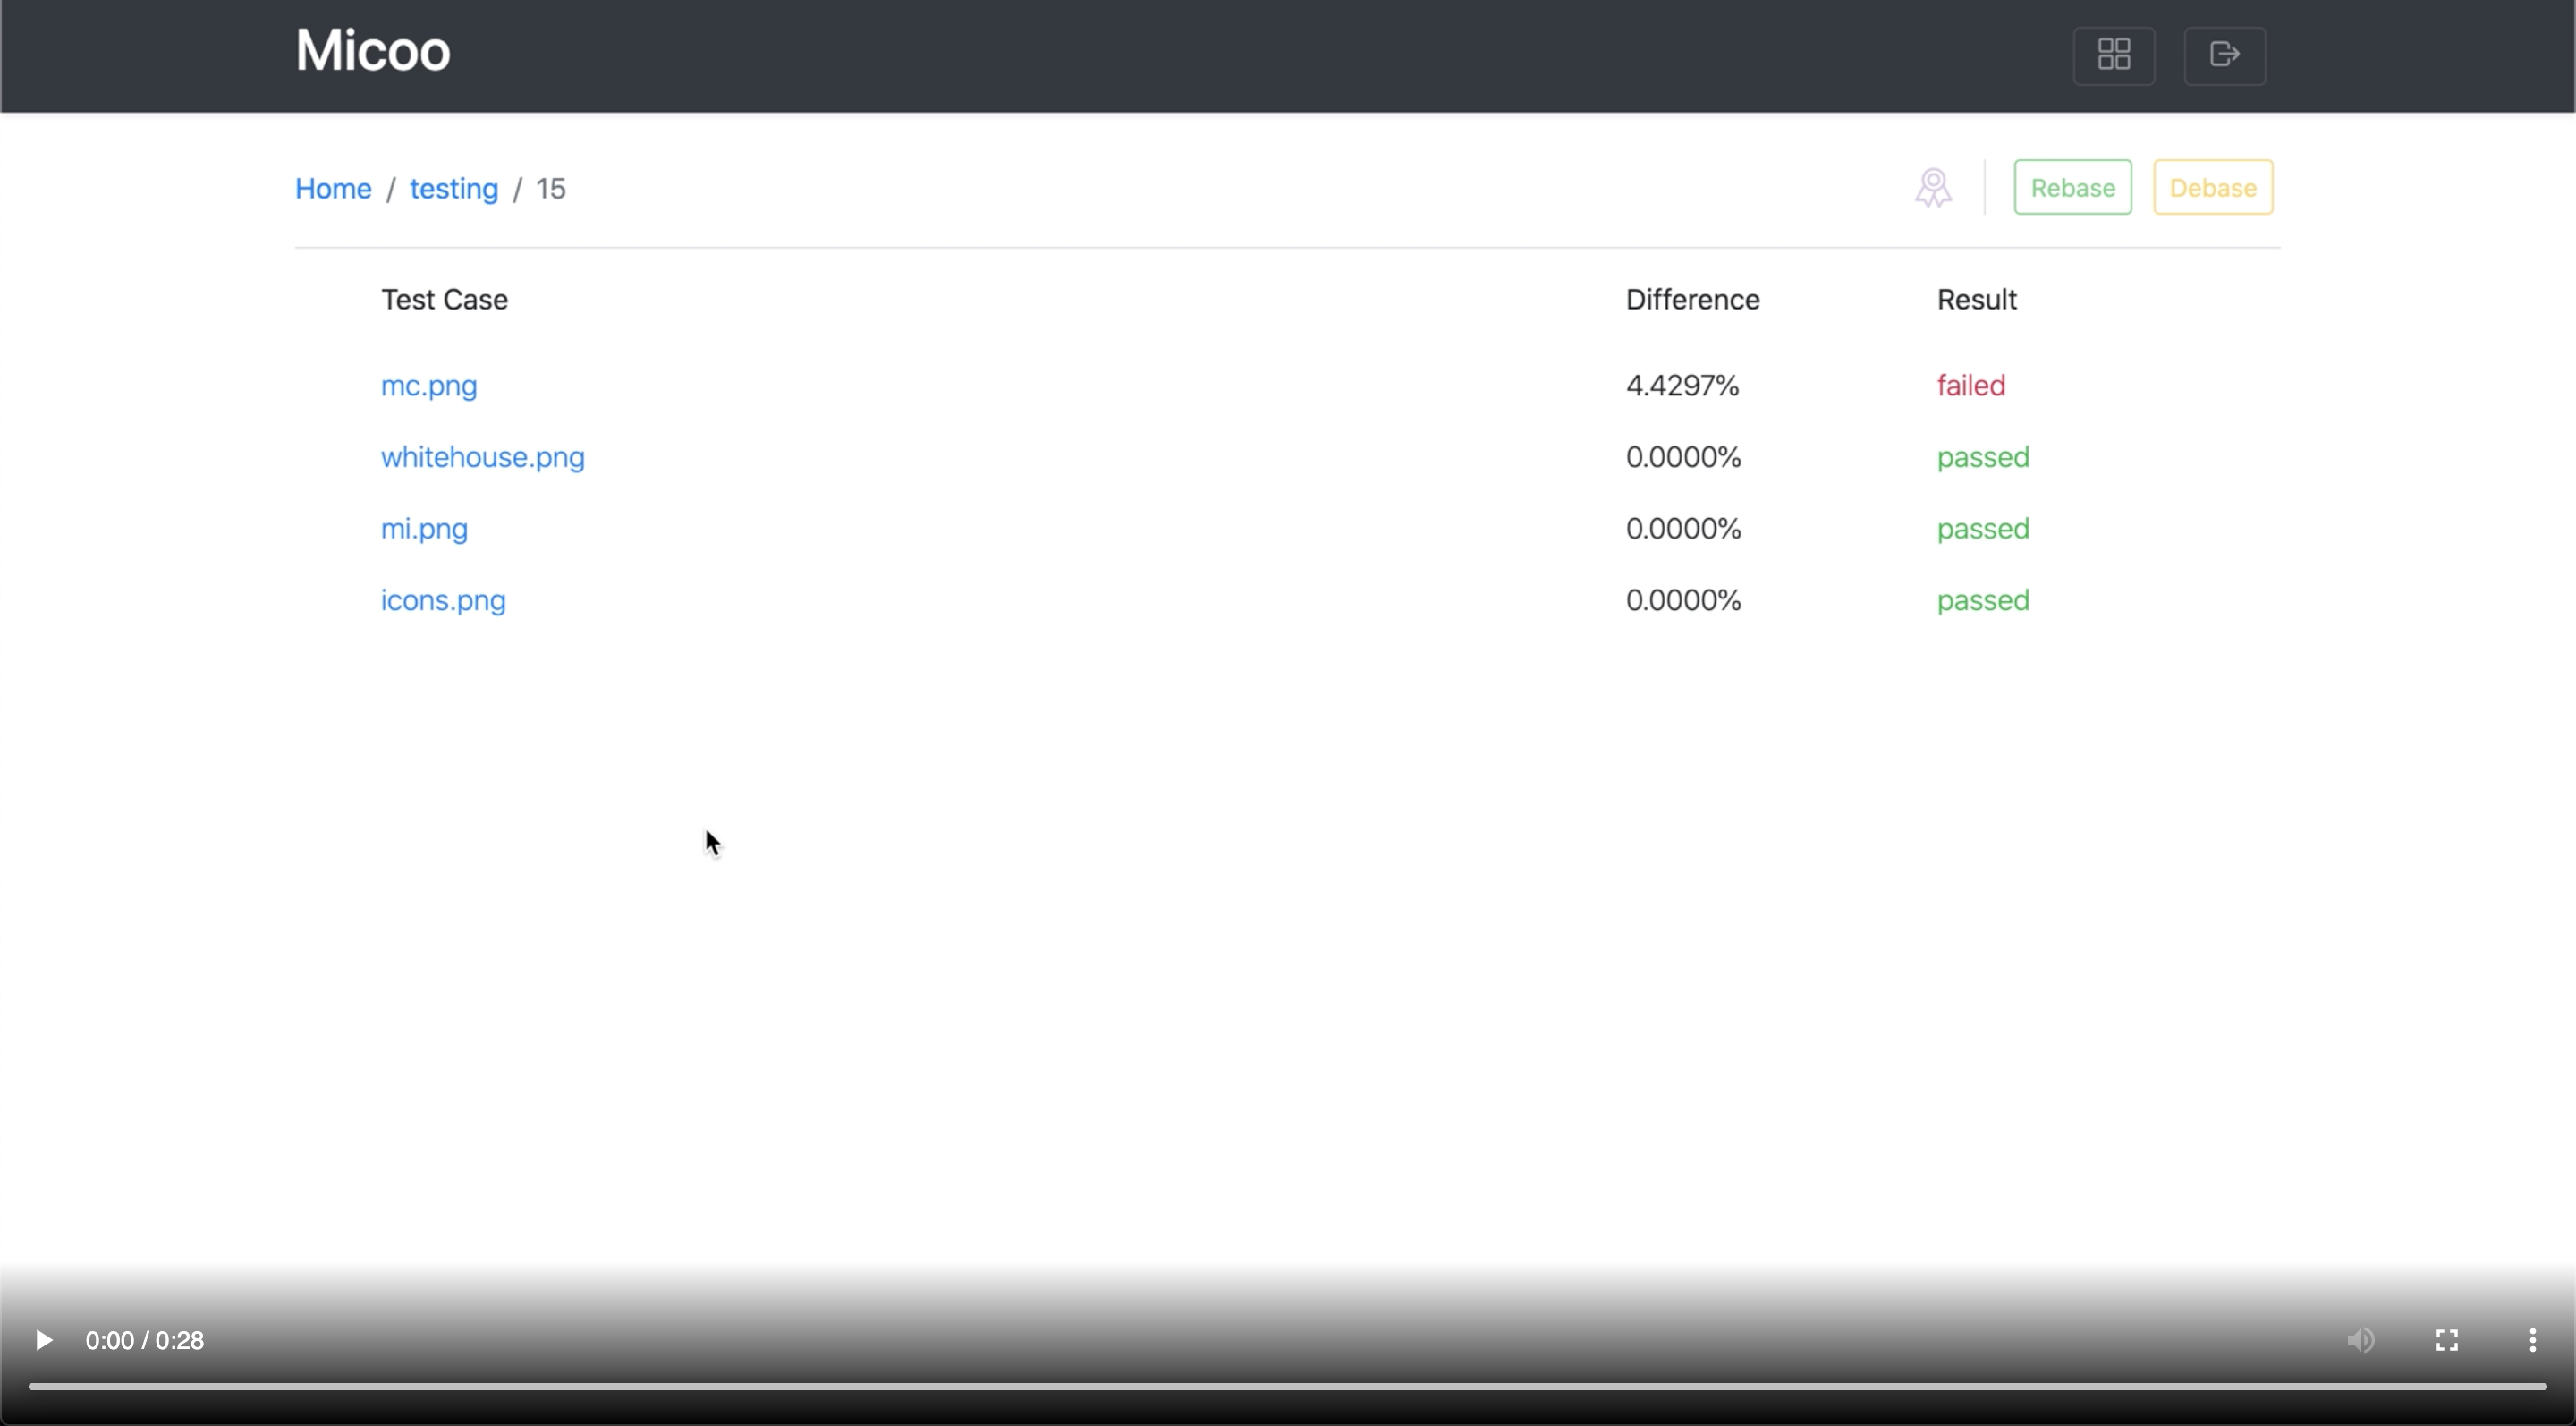 Micoo
Home / testing / 15
Rebase
Debase
Test Case Difference Result
mc.png 4.4297% failed
whitehouse.png 0.0000% passed
mi.png 0.0000% passed
icons.png 0.0000% passed
0:00 / 0:28